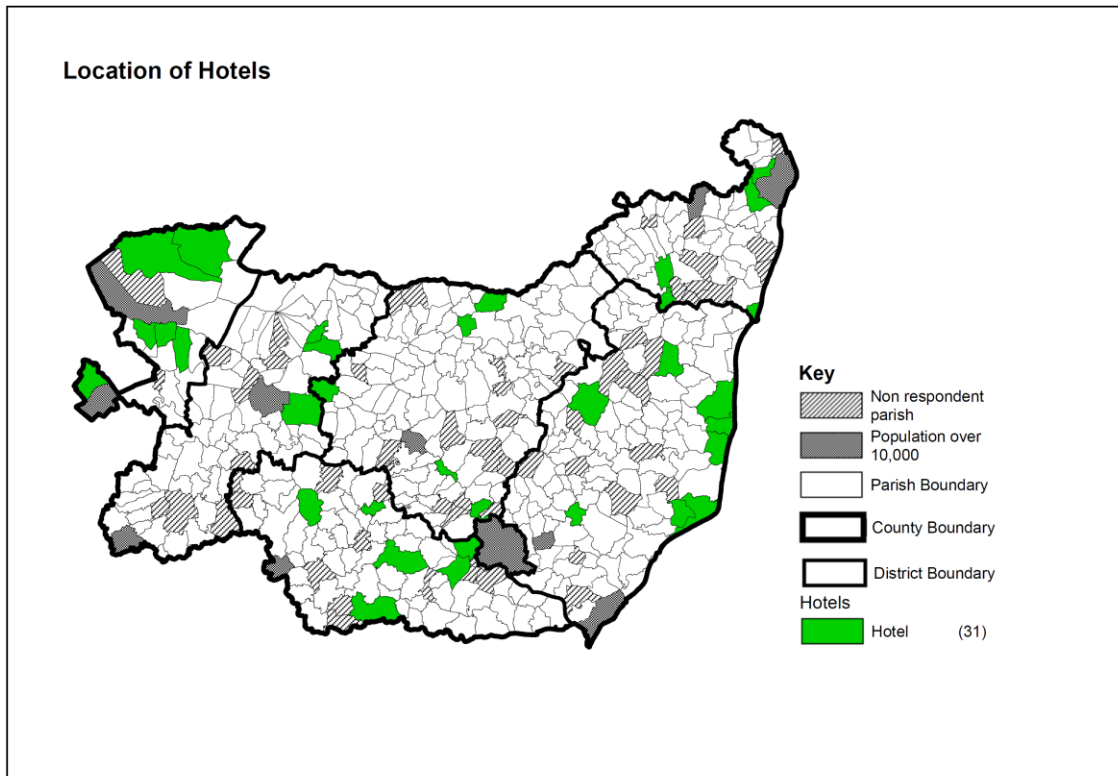 Location of Hotels
Key
Non respondent
parish
Population over
10,000
Parish Boundary
County Boundary
District Boundary
Hotels
Hotel (31)